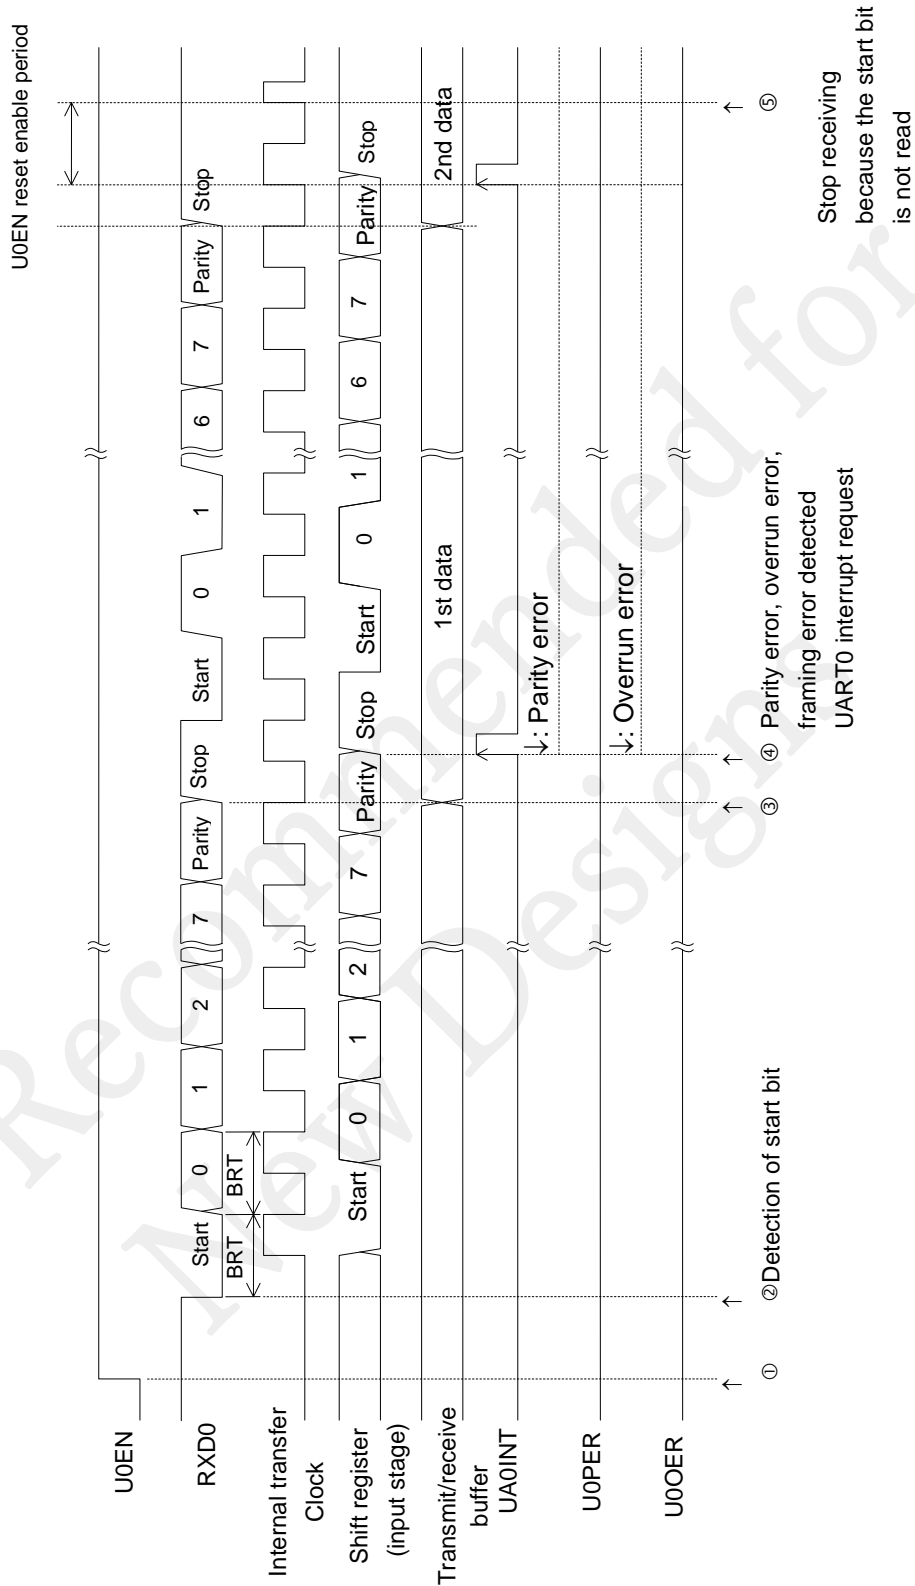 U0EN reset enable period
U0EN
RXD0
Start
0
1
2
7
Parity
Stop
Start
0
1
6
7
Parity
Stop
BRT
BRT
Internal transfer
Clock
Shift register
(input stage)
Start
0
1
2
7
Parity
Stop
Start
0
1
6
7
Parity
Stop
Transmit/receive
buffer
1st data
2nd data
UA0INT
↓: Parity error
U0PER
↓: Overrun error
U0OER
①
②Detection of start bit
③
④ Parity error, overrun error,
framing error detected
UART0 interrupt request
⑤
Stop receiving
because the start bit
is not read
Recommended for
New Designs